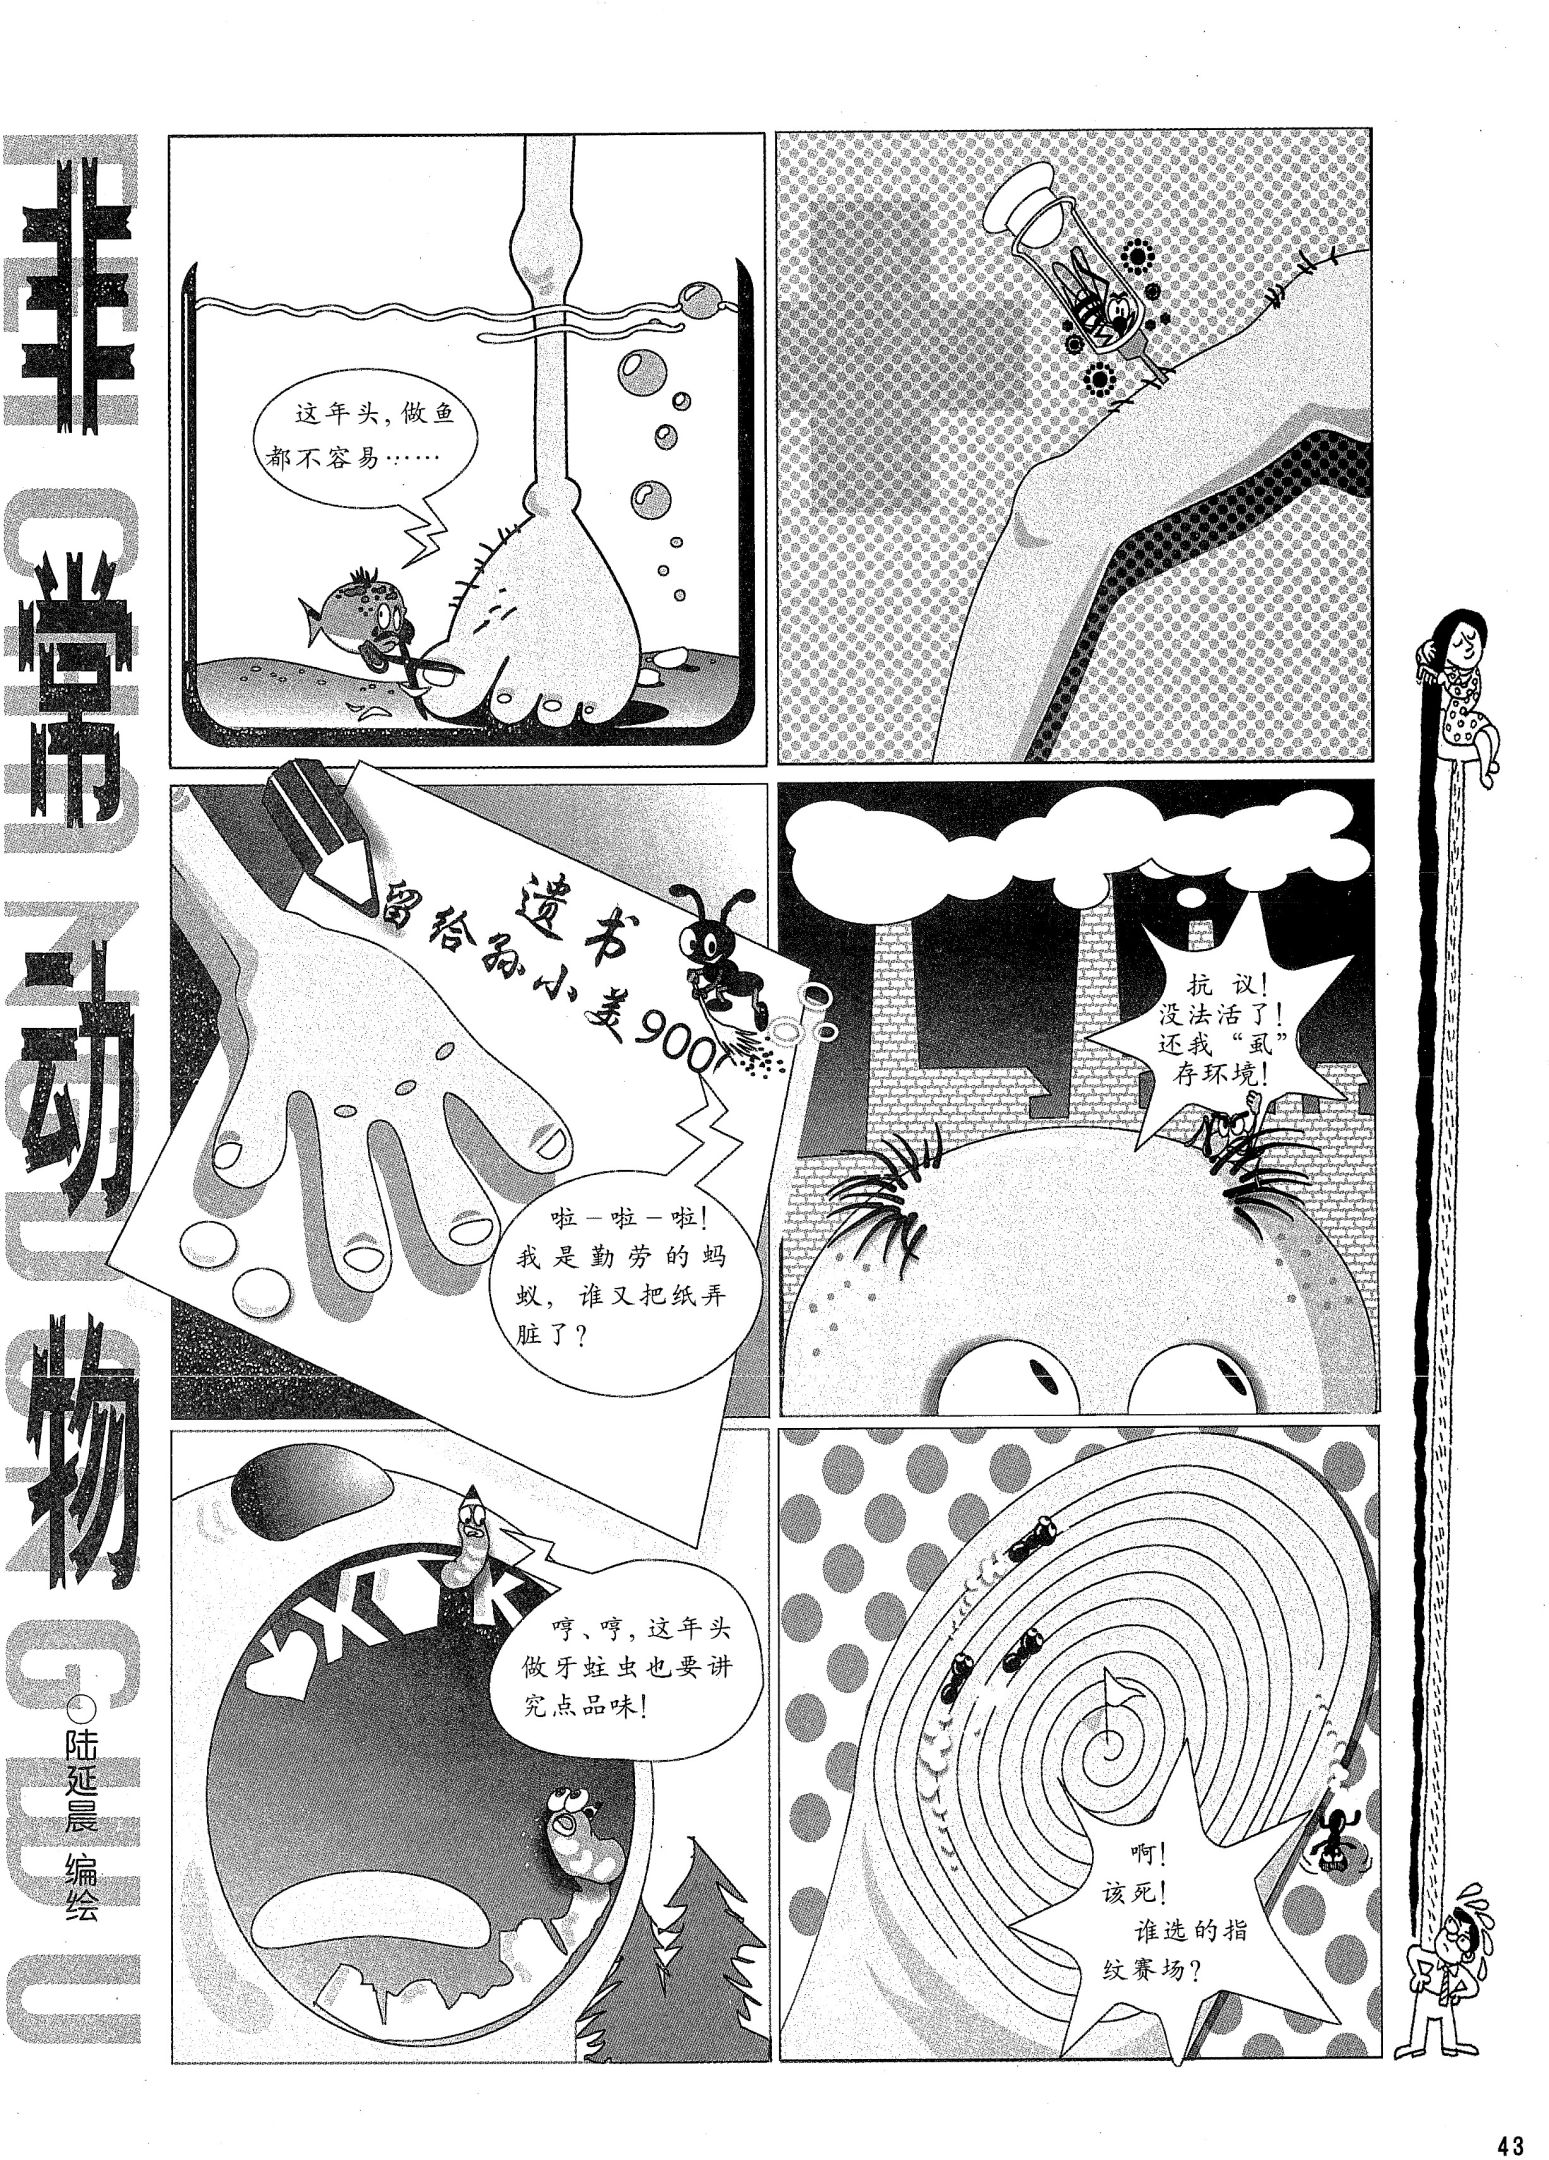 非常动物
FEI CHANG DONG WU
○陆延晨 编绘
这年头，做鱼
都不容易……
遗书
留给孙小美900
啦－啦－啦！
我是勤劳的蚂
蚁，谁又把纸弄
脏了？
抗 议！
没法活了！
还我“虱”
存环境！
哼、哼，这年头
做牙蛀虫也要讲
究点品味！
啊！
该死！
谁选的指
纹赛场？
43